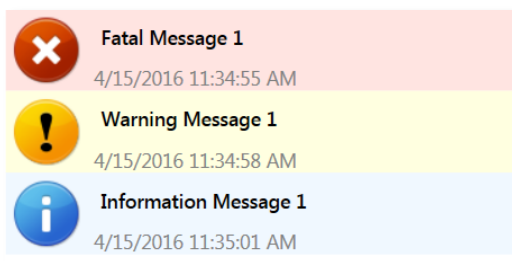 Fatal Message 1
4/15/2016 11:34:55 AM
Warning Message 1
4/15/2016 11:34:58 AM
Information Message 1
4/15/2016 11:35:01 AM